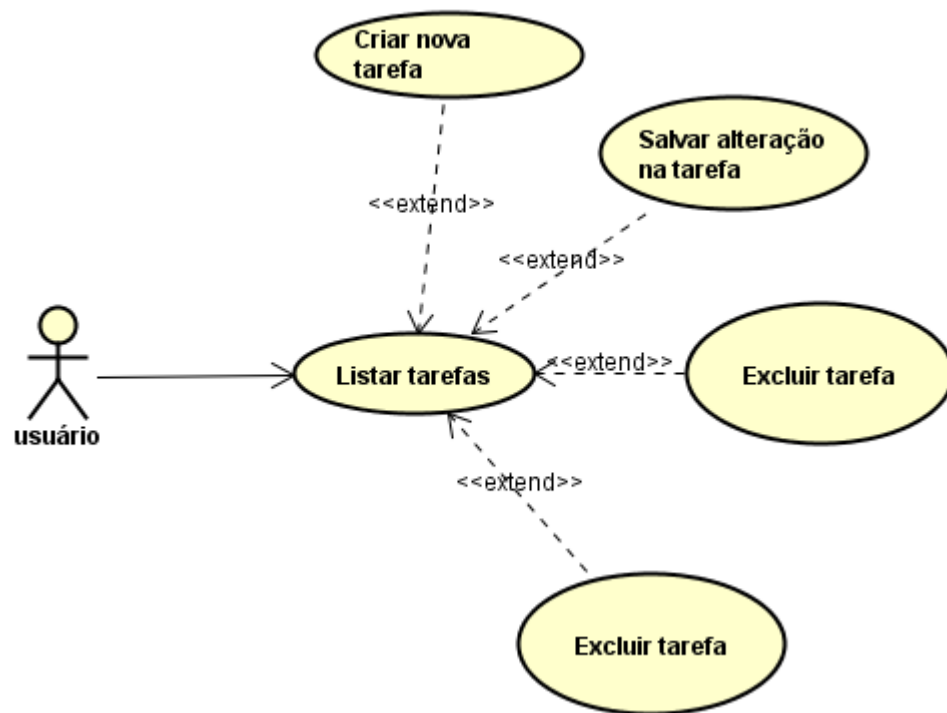 Criar nova
tarefa
Salvar alteração
na tarefa
<<extend>>
<<extend>>
<<extend>>
Listar tarefas
Excluir tarefa
usuário
<<extend>>
Excluir tarefa